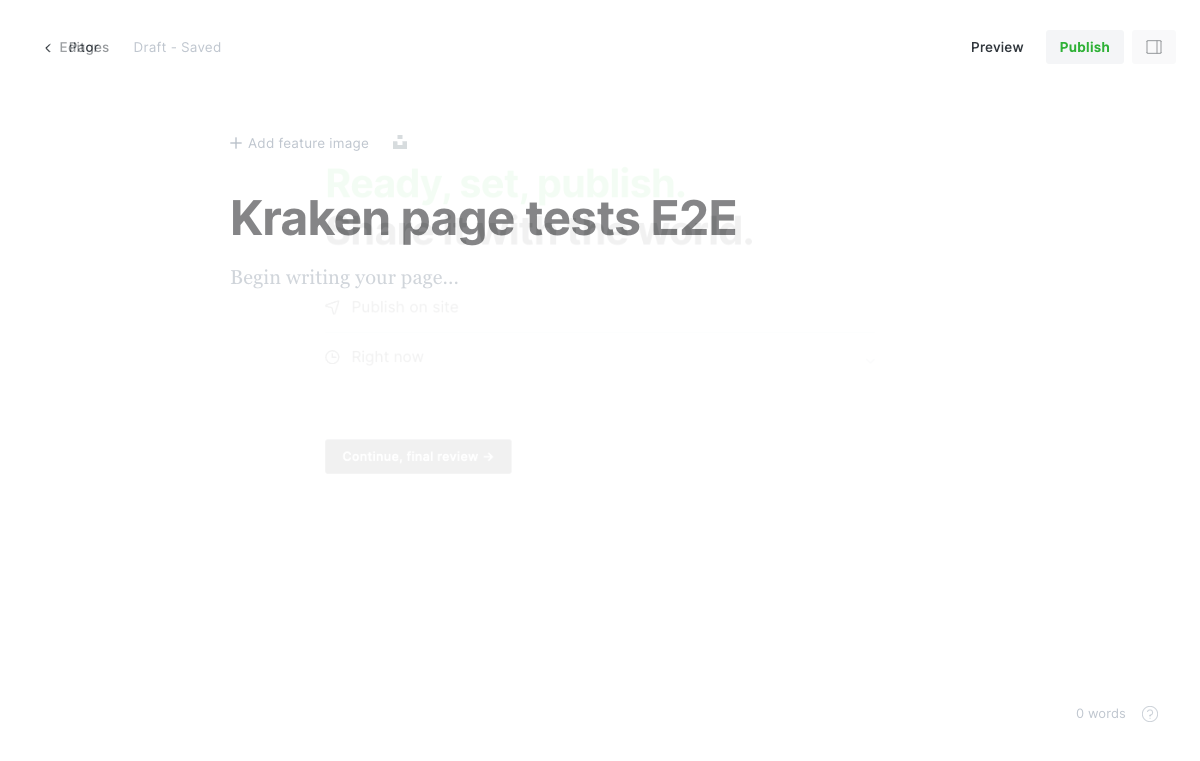 Editor Pages Draft - Saved Preview Publish
Add feature image
Ready, set, publish.
Kraken page tests E2E
Share it with the world.
Begin writing your page...
Publish on site
Right now
Continue, final review →
0 words